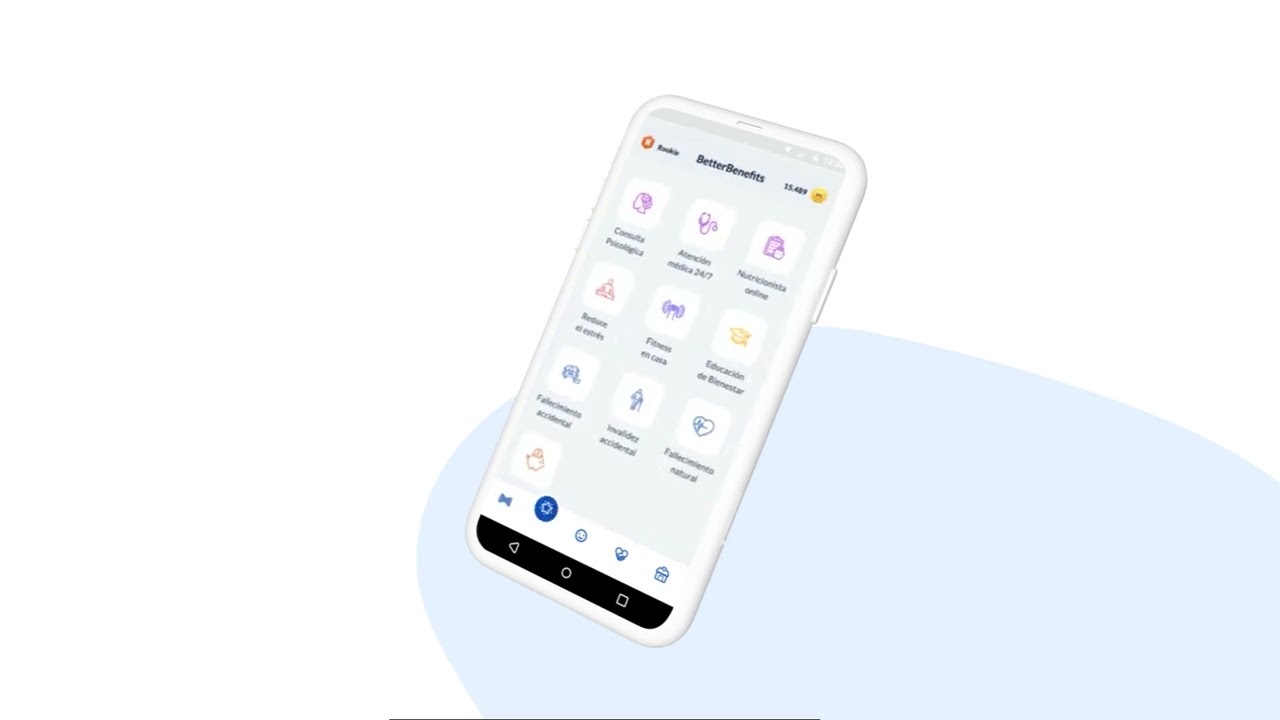 Rookie
BetterBenefits
15.489
Consulta
Psicológica
Atención
médica 24/7
Nutricionista
online
Reduce
el estrés
Fitness
en casa
Educación
de Bienestar
Fallecimiento
accidental
Invalidez
accidental
Fallecimiento
natural